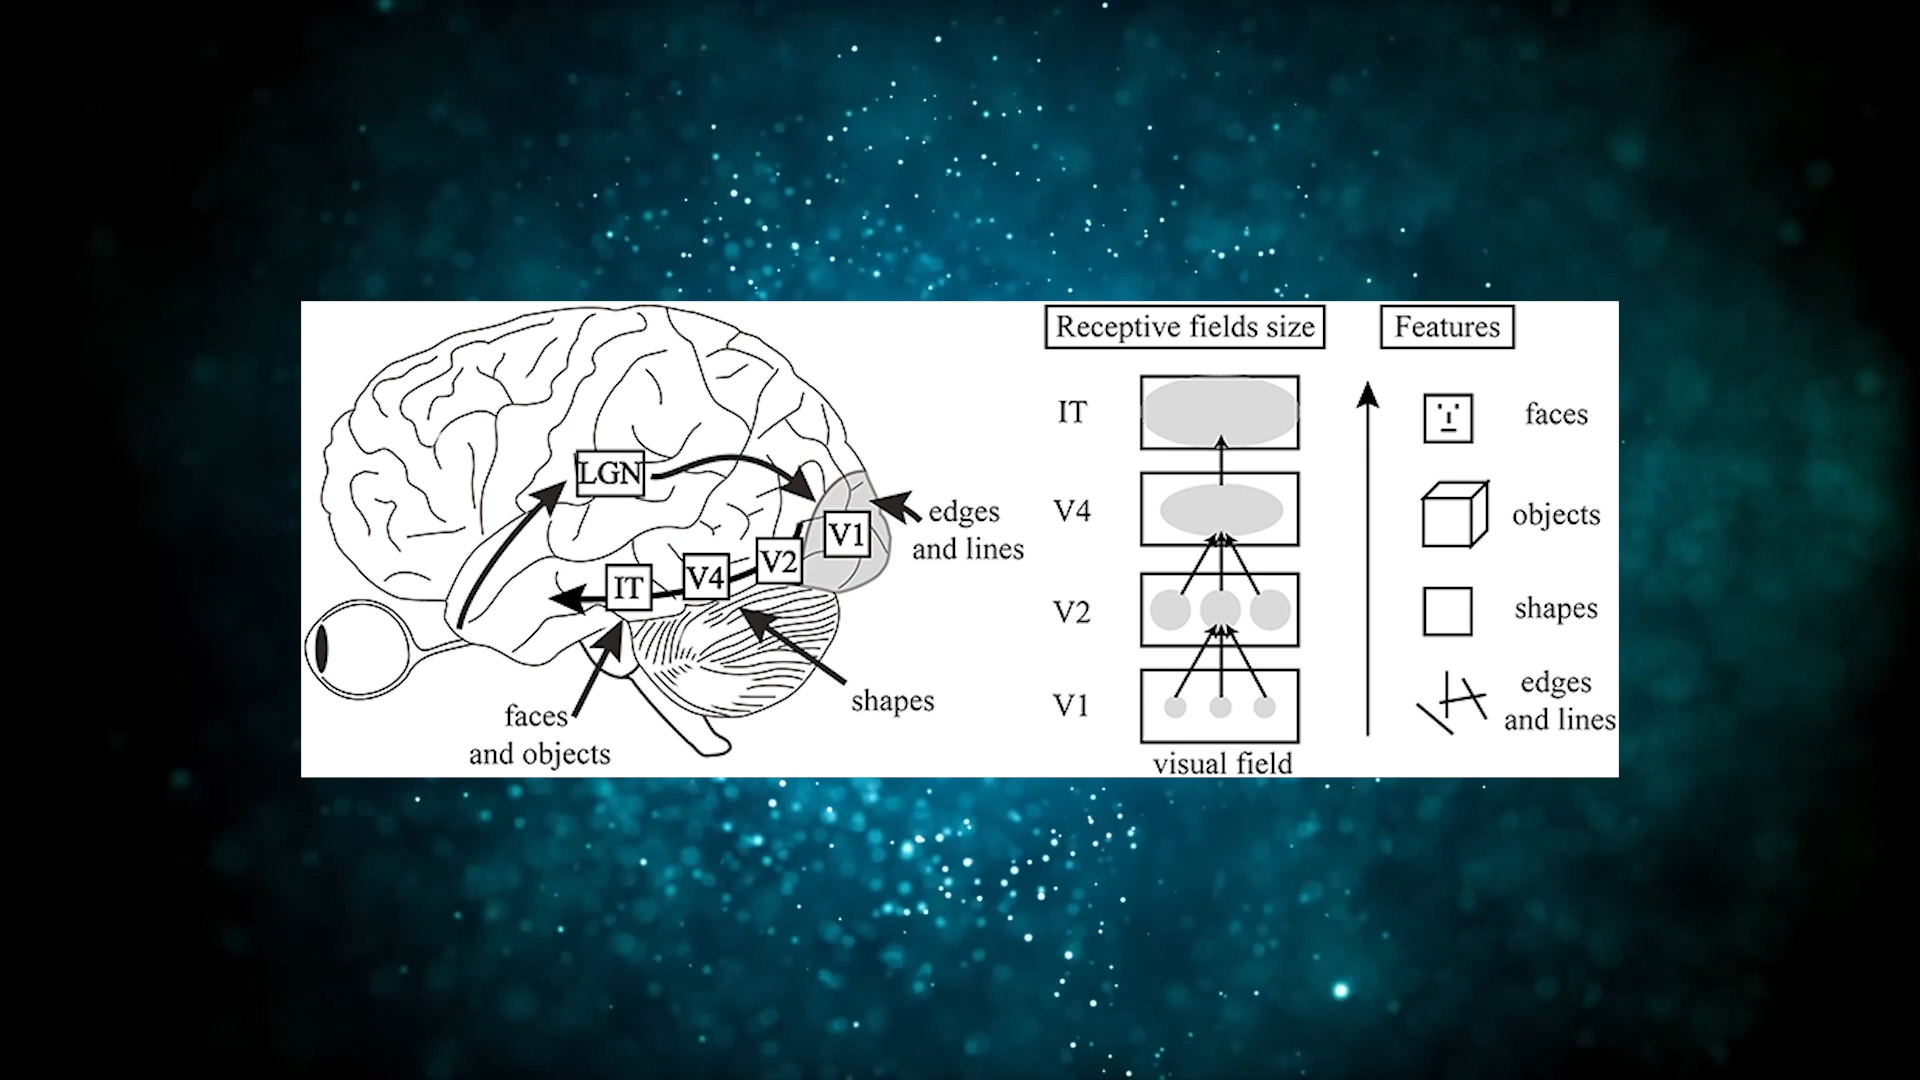 LGN
V1
V2
V4
IT
edges
and lines
shapes
faces
and objects
Receptive fields size
IT
V4
V2
V1
visual field
Features
faces
objects
shapes
edges
and lines